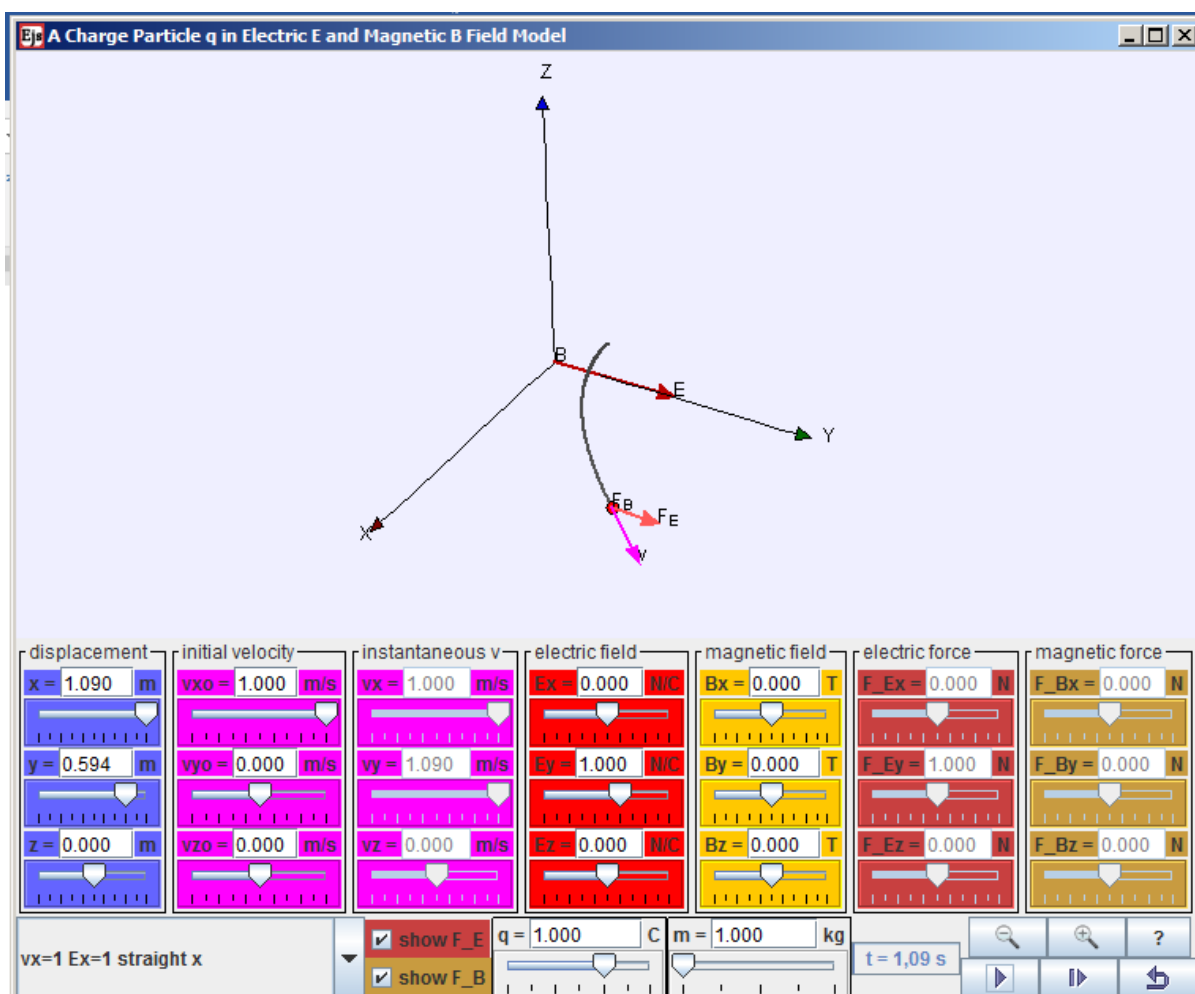 Ejs A Charge Particle q in Electric E and Magnetic B Field Model
Z
B
E
Y
X
FB
FE
v
displacement initial velocity instantaneous v electric field magnetic field electric force magnetic force
x = 1.090 m vxo = 1.000 m/s vx = 1.000 m/s Ex = 0.000 N/C Bx = 0.000 T F_Ex = 0.000 N F_Bx = 0.000 N
y = 0.594 m vyo = 0.000 m/s vy = 1.090 m/s Ey = 1.000 N/C By = 0.000 T F_Ey = 1.000 N F_By = 0.000 N
z = 0.000 m vzo = 0.000 m/s vz = 0.000 m/s Ez = 0.000 N/C Bz = 0.000 T F_Ez = 0.000 N F_Bz = 0.000 N
vx=1 Ex=1 straight x
show F_E
show F_B
q = 1.000 C
m = 1.000 kg
t = 1,09 s
?